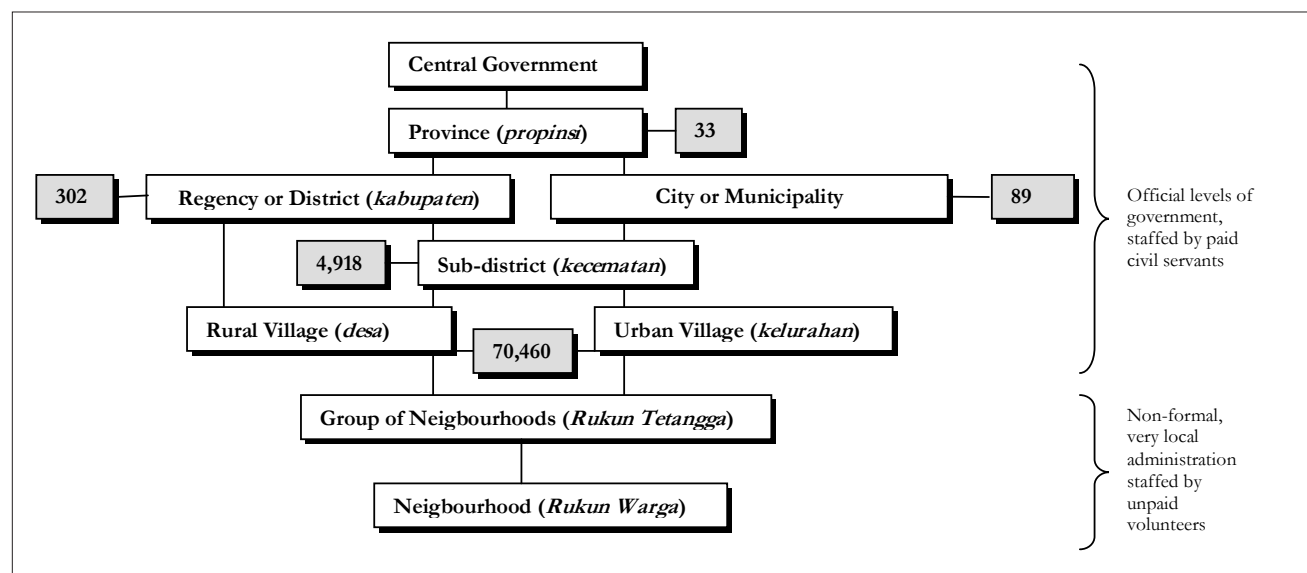 Central Government
Province (propinsi)
33
302
Regency or District (kabupaten)
City or Municipality
89
4,918
Sub-district (kecematan)
Rural Village (desa)
70,460
Urban Village (kelurahan)
Group of Neigbourhoods (Rukun Tetangga)
Neigbourhood (Rukun Warga)
Official levels of
government,
staffed by paid
civil servants
Non-formal,
very local
administration
staffed by
unpaid
volunteers